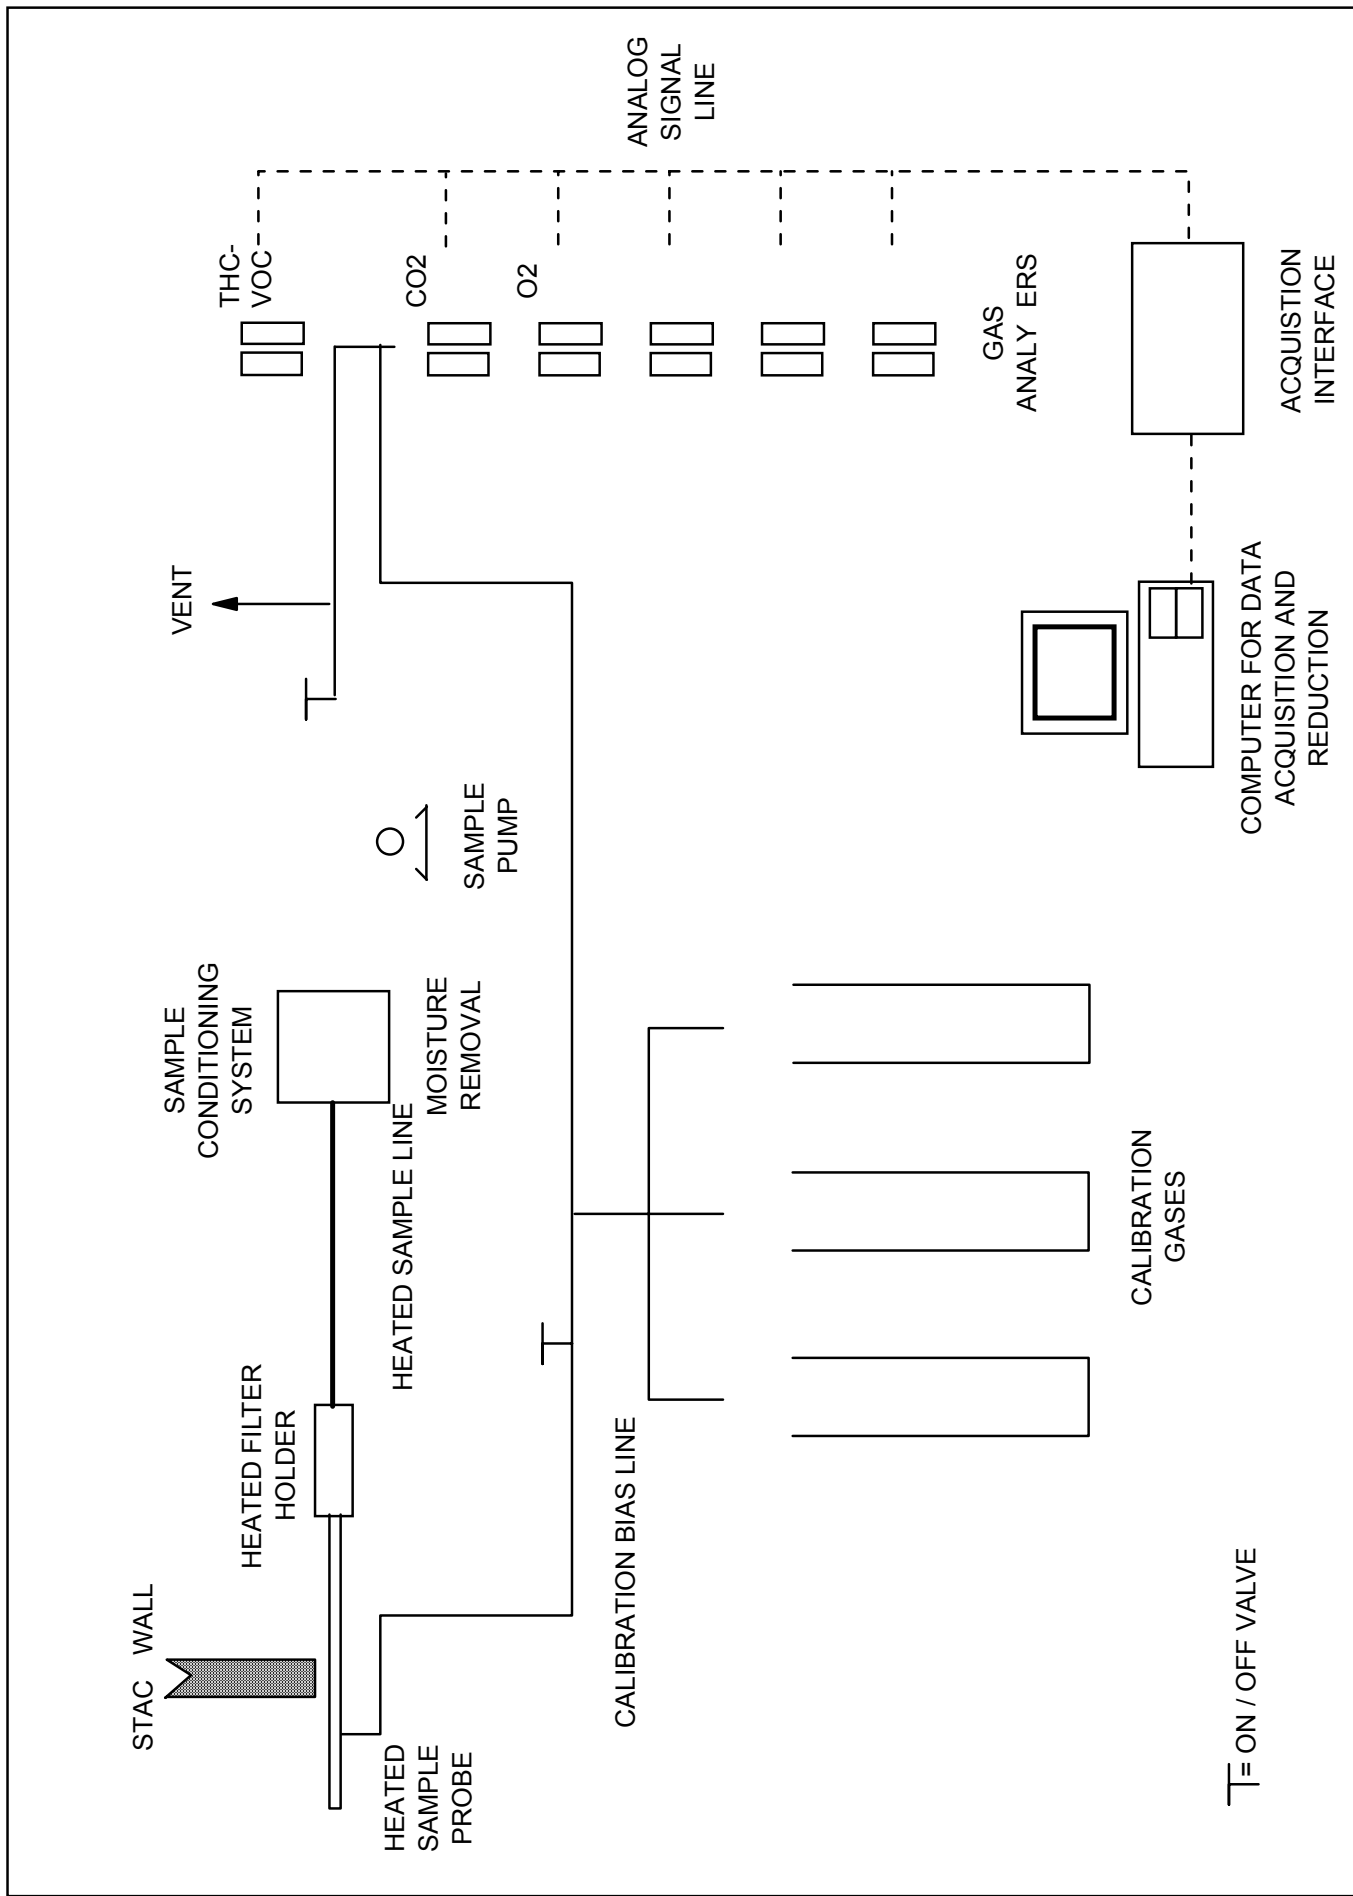 STAC WALL
HEATED FILTER
HOLDER
SAMPLE
CONDITIONING
SYSTEM
VENT
THC-
VOC
CO2
O2
ANALOG
SIGNAL
LINE
HEATED
SAMPLE
PROBE
HEATED SAMPLE LINE
MOISTURE
REMOVAL
SAMPLE
PUMP
GAS
ANALY ERS
CALIBRATION BIAS LINE
CALIBRATION
GASES
COMPUTER FOR DATA
ACQUISITION AND
REDUCTION
ACQUISTION
INTERFACE
= ON / OFF VALVE